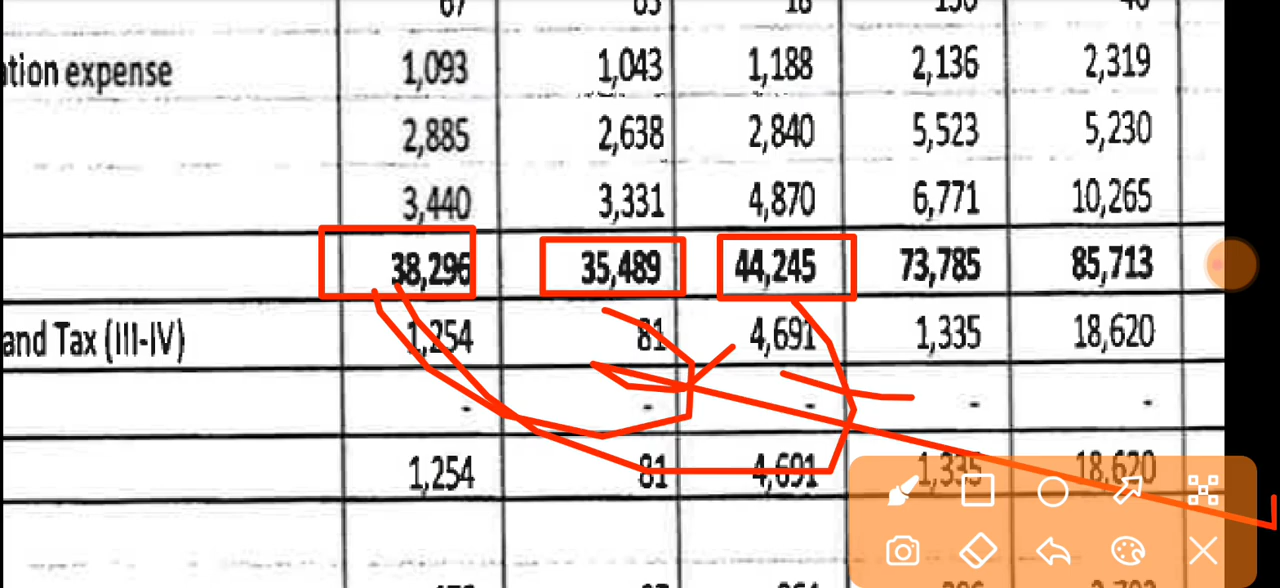 ation expense 1,093 1,043 1,188 2,136 2,319
2,885 2,638 2,840 5,523 5,230
3,440 3,331 4,870 6,771 10,265
38,296 35,489 44,245 73,785 85,713
and Tax (III-IV) 1,254 81 4,691 1,335 18,620
- - - - -
1,254 81 4,691 1,335 18,620